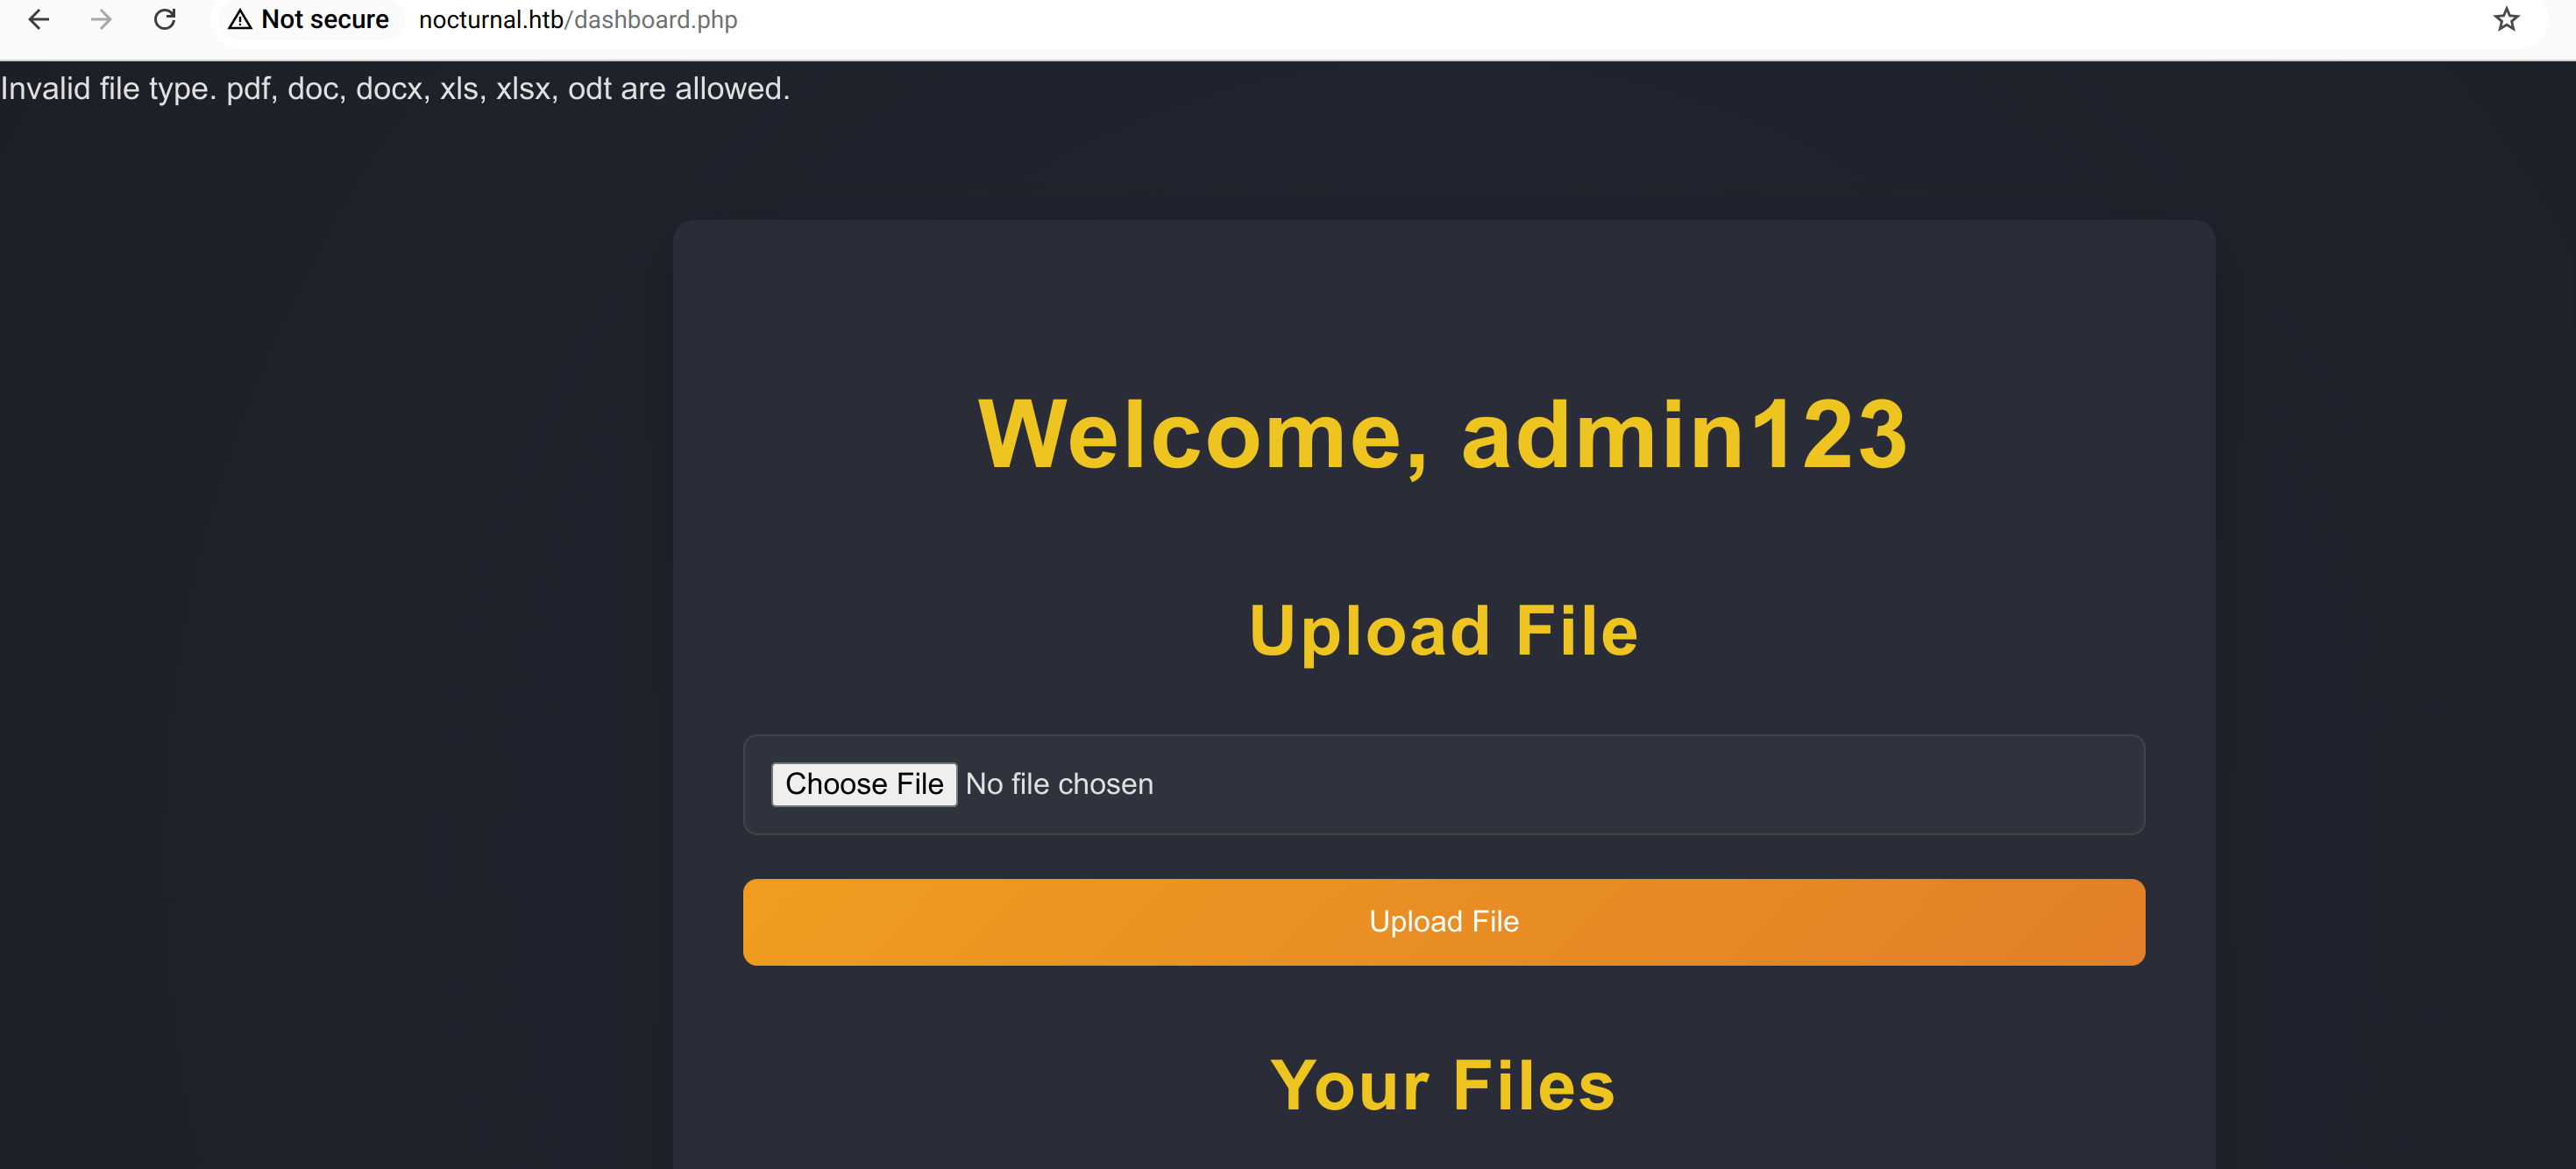 Not secure nocturnal.htb/dashboard.php
Invalid file type. pdf, doc, docx, xls, xlsx, odt are allowed.
Welcome, admin123
Upload File
Choose File No file chosen
Upload File
Your Files